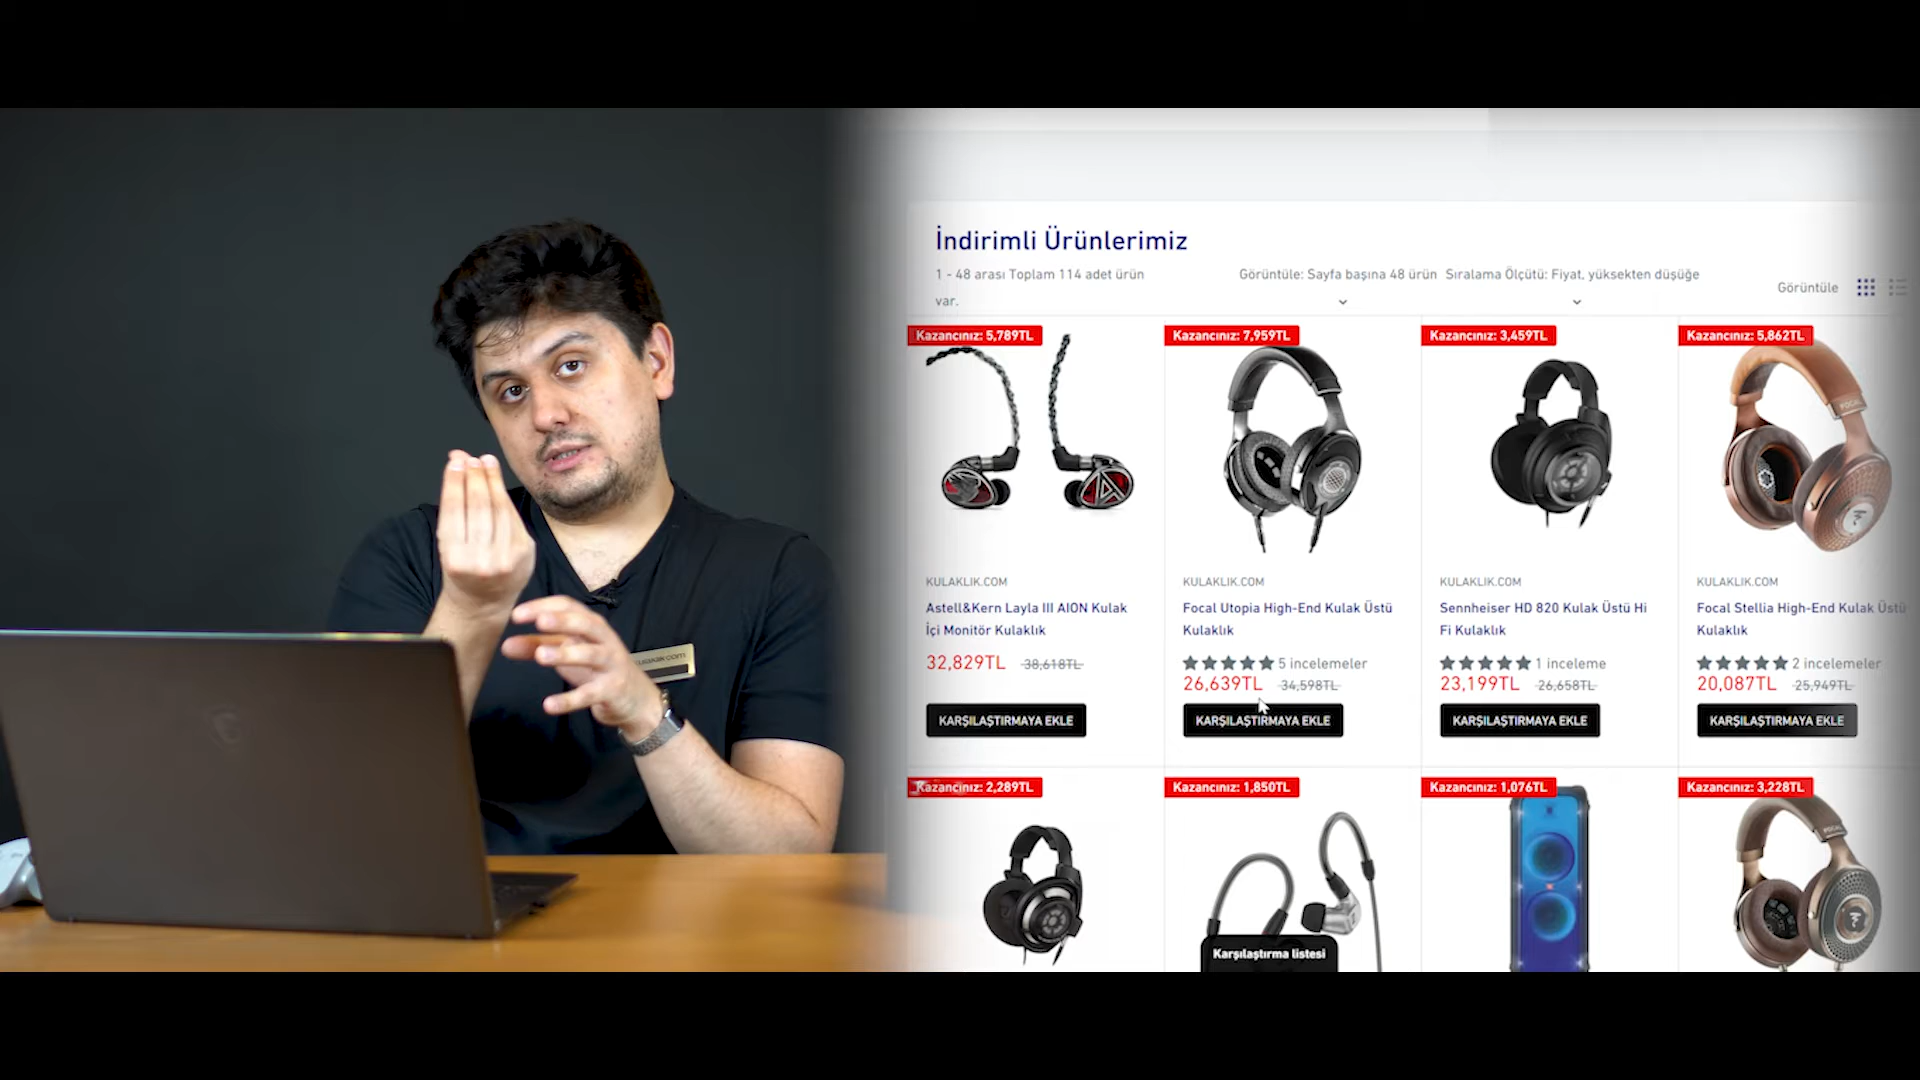 İndirimli Ürünlerimiz
1 - 48 arası Toplam 114 adet ürün
var.
Görüntüle: Sayfa başına 48 ürün
Sıralama Ölçütü: Fiyat, yüksekten düşüğe
Görüntüle
Kazancınız: 5,789TL
Kazancınız: 7,959TL
Kazancınız: 3,459TL
Kazancınız: 5,862TL
KULAKLIK.COM
Astell&Kern Layla III AION Kulak
İçi Monitör Kulaklık
32,829TL 38,618TL
KARŞILAŞTIRMAYA EKLE
KULAKLIK.COM
Focal Utopia High-End Kulak Üstü
Kulaklık
5 incelemeler
26,639TL 34,598TL
KARŞILAŞTIRMAYA EKLE
KULAKLIK.COM
Sennheiser HD 820 Kulak Üstü Hi
Fi Kulaklık
1 inceleme
23,199TL 26,658TL
KARŞILAŞTIRMAYA EKLE
KULAKLIK.COM
Focal Stellia High-End Kulak Üstü
Kulaklık
2 incelemeler
20,087TL 25,949TL
KARŞILAŞTIRMAYA EKLE
Kazancınız: 2,289TL
Kazancınız: 1,850TL
Kazancınız: 1,076TL
Kazancınız: 3,228TL
Karşılaştırma listesi